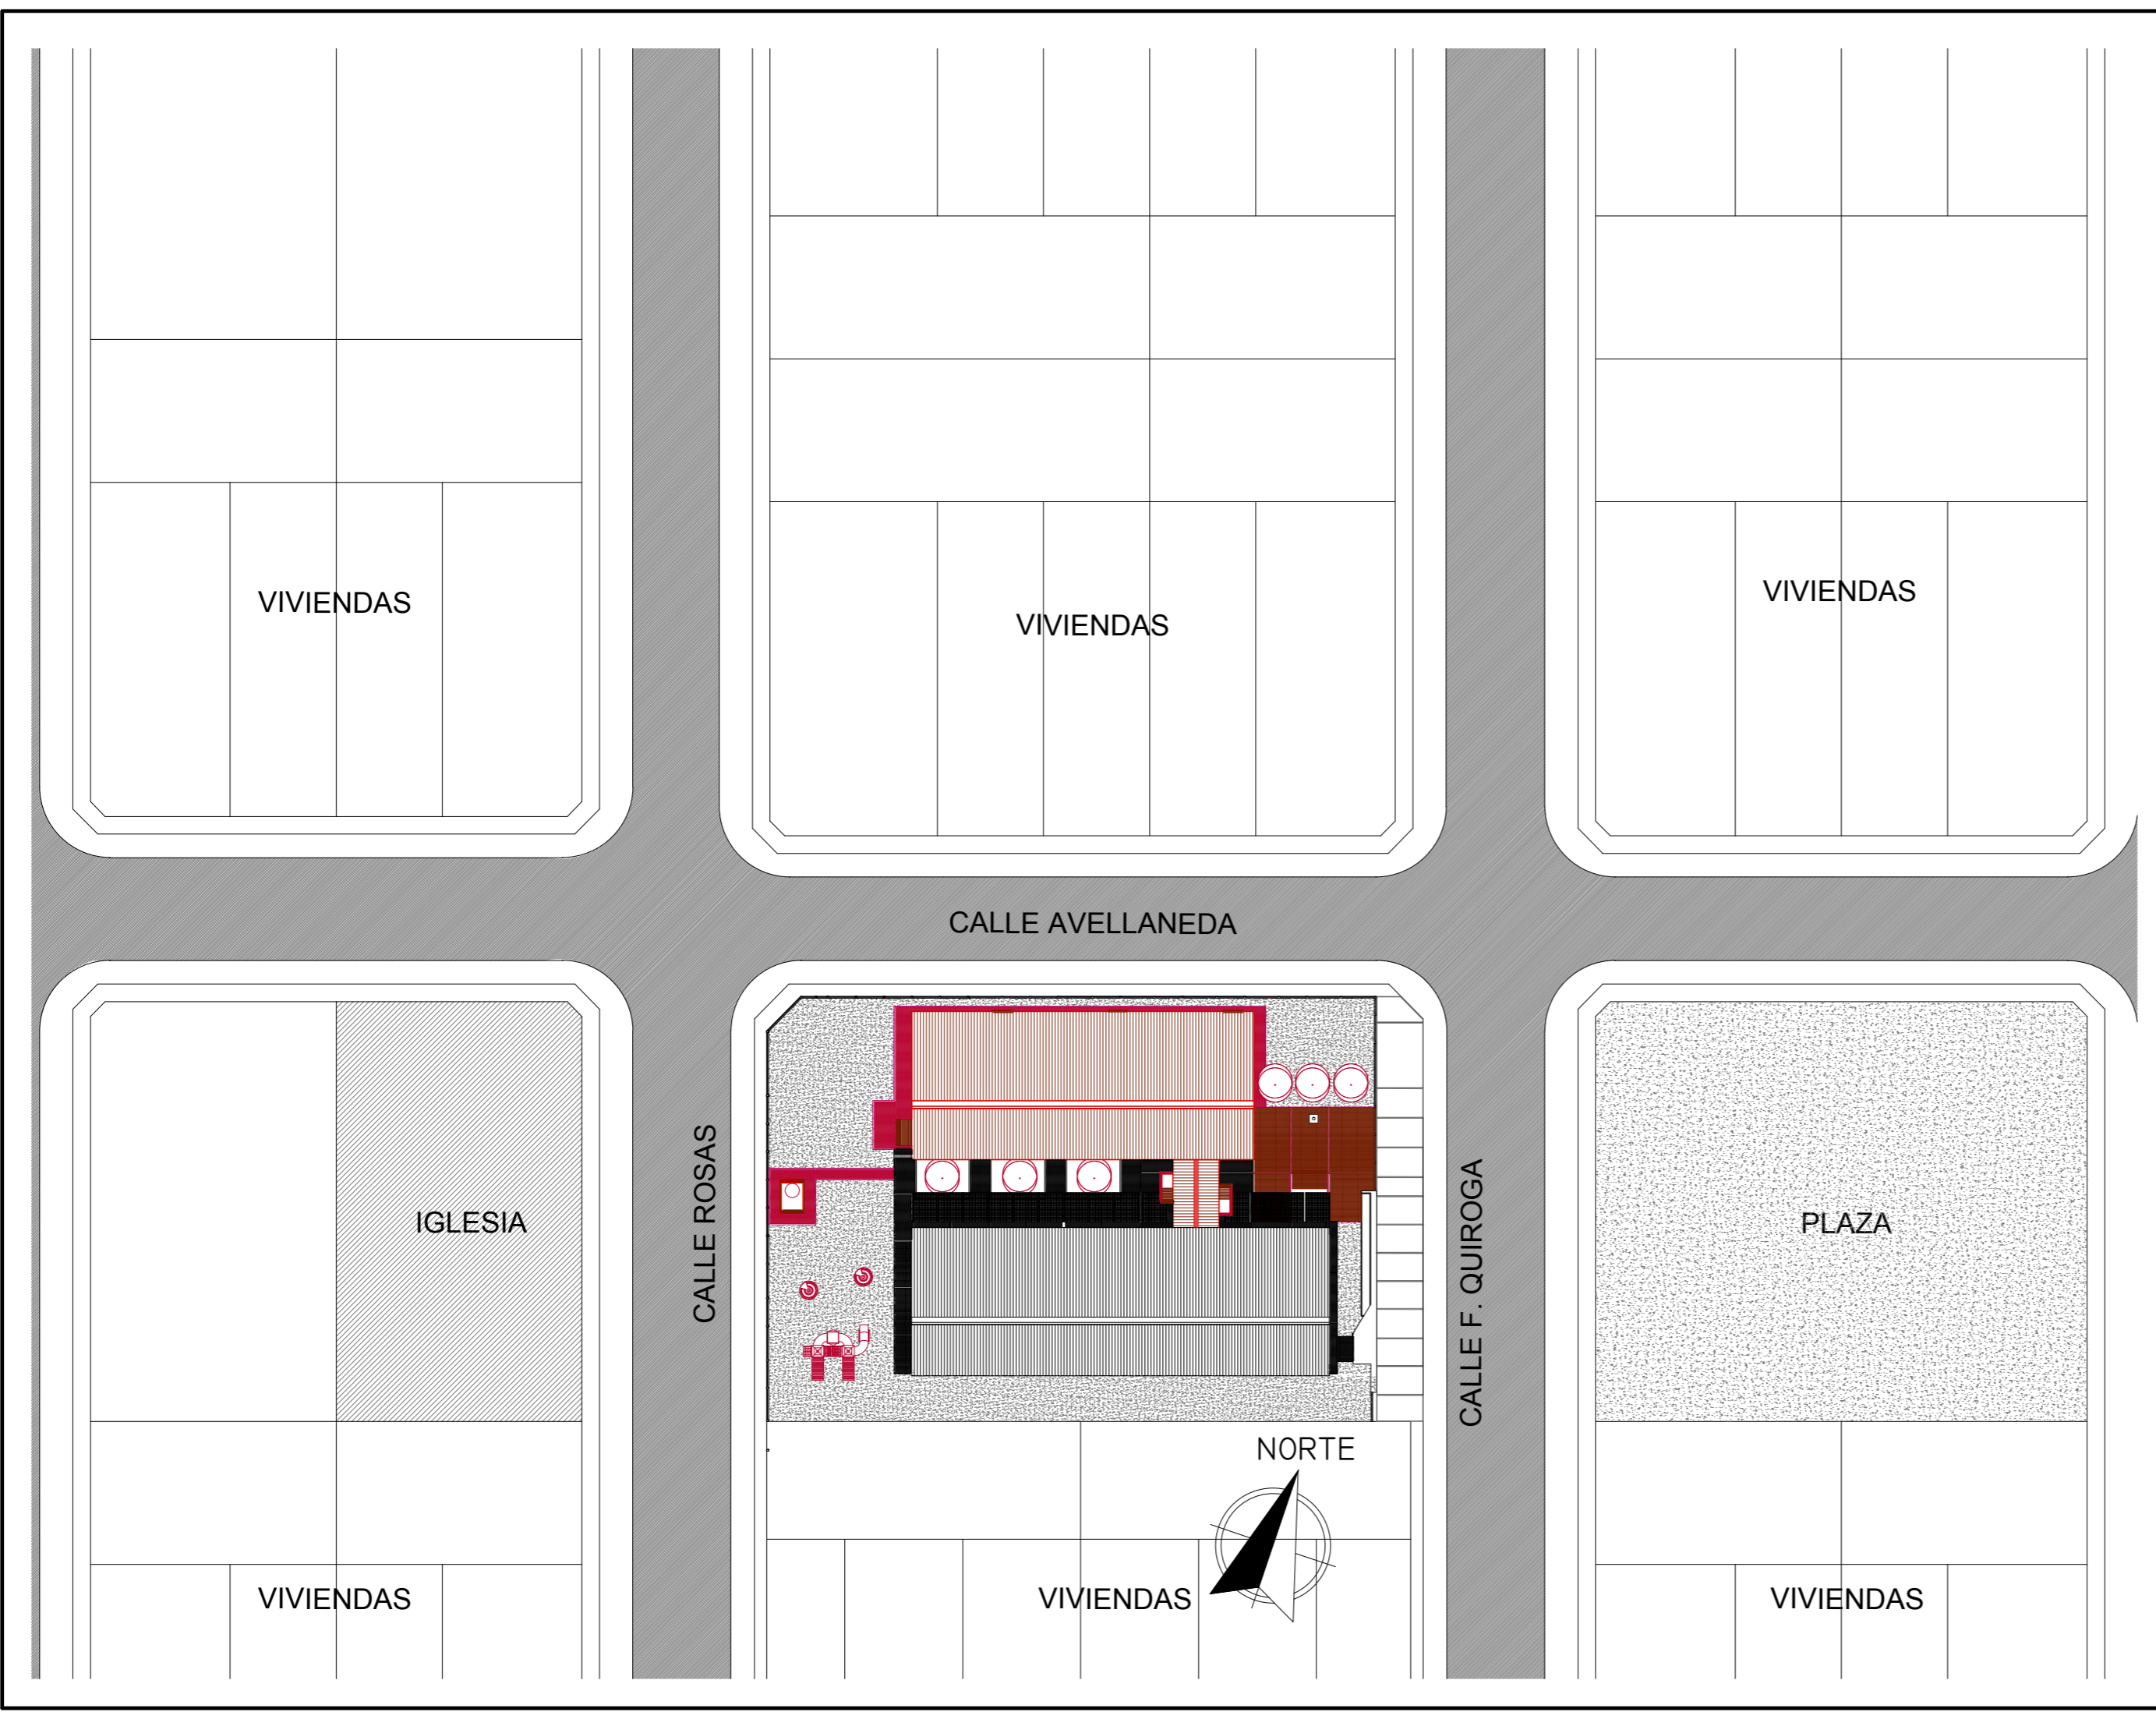 VIVIENDAS
VIVIENDAS
VIVIENDAS
CALLE AVELLANEDA
IGLESIA
CALLE ROSAS
CALLE F. QUIROGA
PLAZA
NORTE
VIVIENDAS
VIVIENDAS
VIVIENDAS